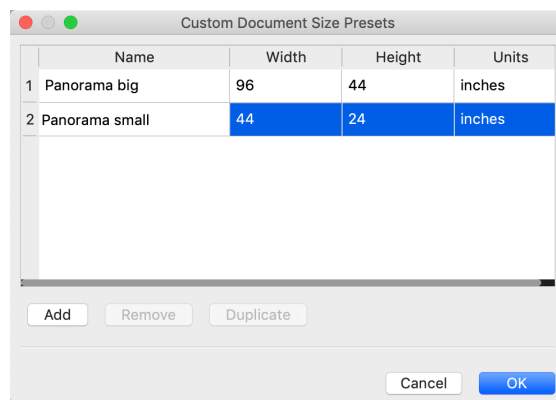 Custom Document Size Presets
Name Width Height Units
1 Panorama big 96 44 inches
2 Panorama small 44 24 inches
Add Remove Duplicate
Cancel OK